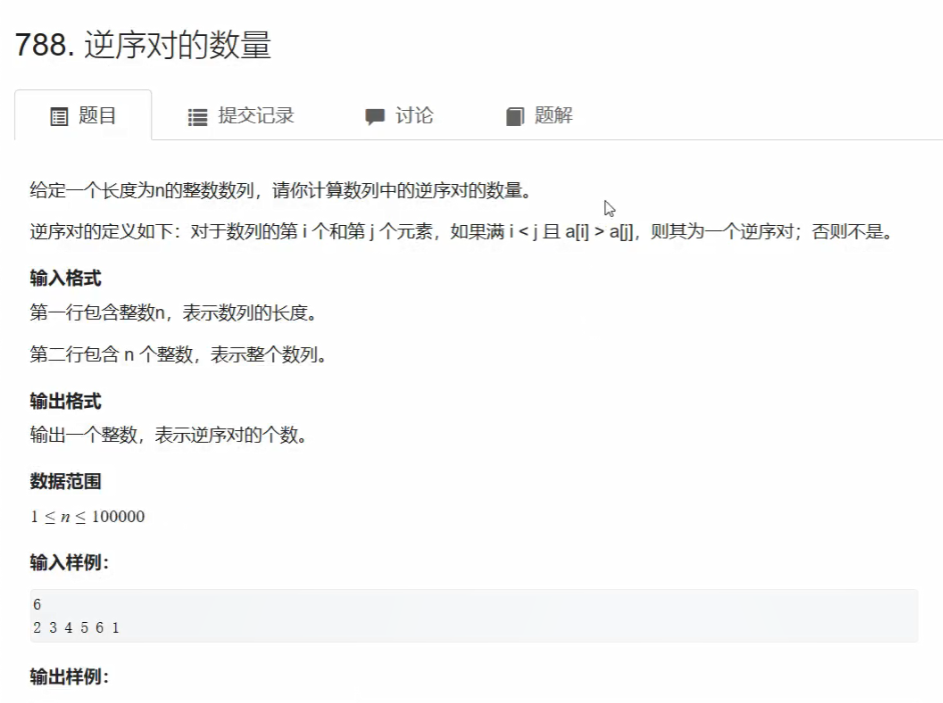 788. 逆序对的数量
题目 提交记录 讨论 题解
给定一个长度为n的整数数列，请你计算数列中的逆序对的数量。
逆序对的定义如下：对于数列的第 i 个和第 j 个元素，如果满 i < j 且 a[i] > a[j]，则其为一个逆序对；否则不是。
输入格式
第一行包含整数n，表示数列的长度。
第二行包含 n 个整数，表示整个数列。
输出格式
输出一个整数，表示逆序对的个数。
数据范围
1 ≤ n ≤ 100000
输入样例：
6
2 3 4 5 6 1
输出样例：